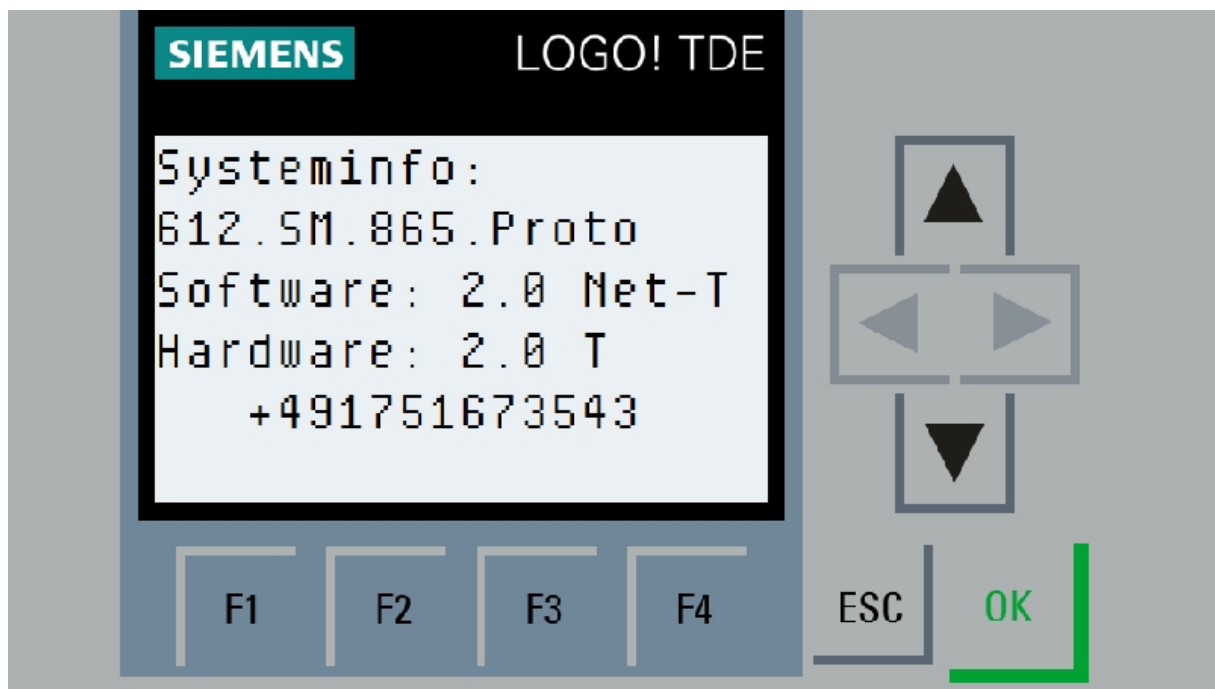 SIEMENS LOGO! TDE
Systeminfo:
612.SM.865.Proto
Software: 2.0 Net-T
Hardware: 2.0 T
+491751673543
F1 F2 F3 F4 ESC OK